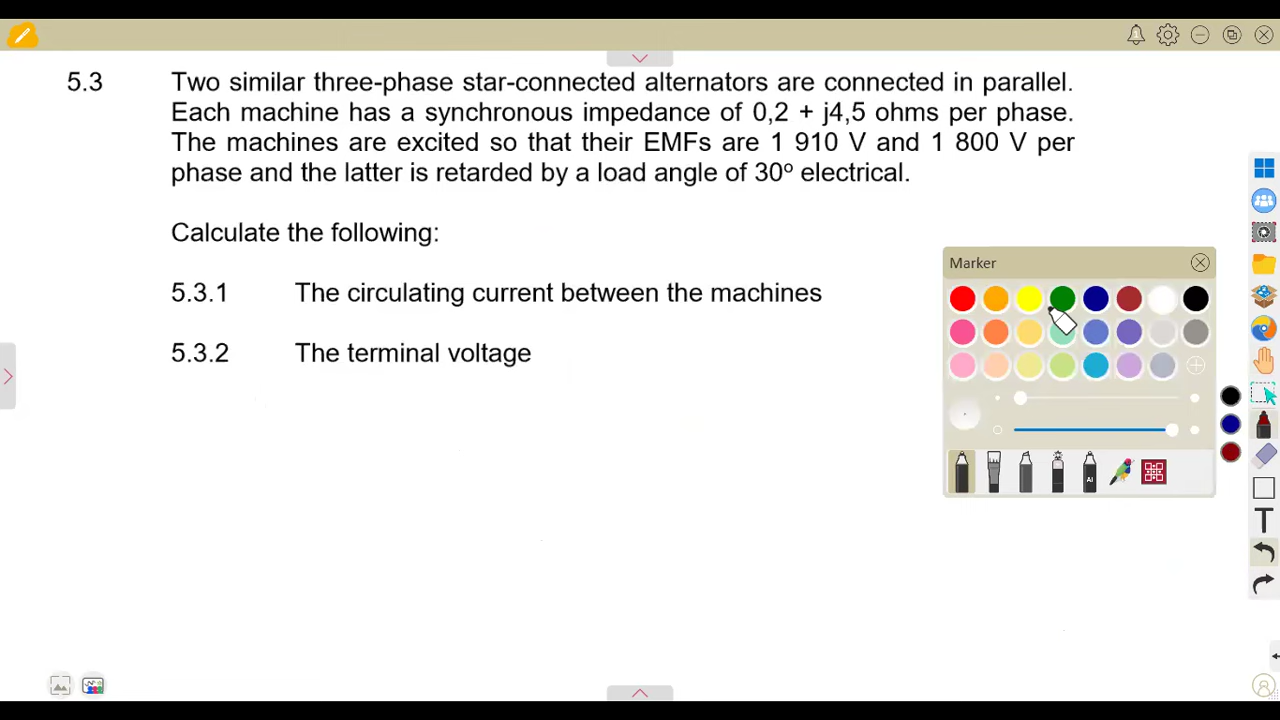 5.3 Two similar three-phase star-connected alternators are connected in parallel.
Each machine has a synchronous impedance of 0,2 + j4,5 ohms per phase.
The machines are excited so that their EMFs are 1 910 V and 1 800 V per
phase and the latter is retarded by a load angle of 30º electrical.
Calculate the following:
Marker
5.3.1 The circulating current between the machines
5.3.2 The terminal voltage
AI
T